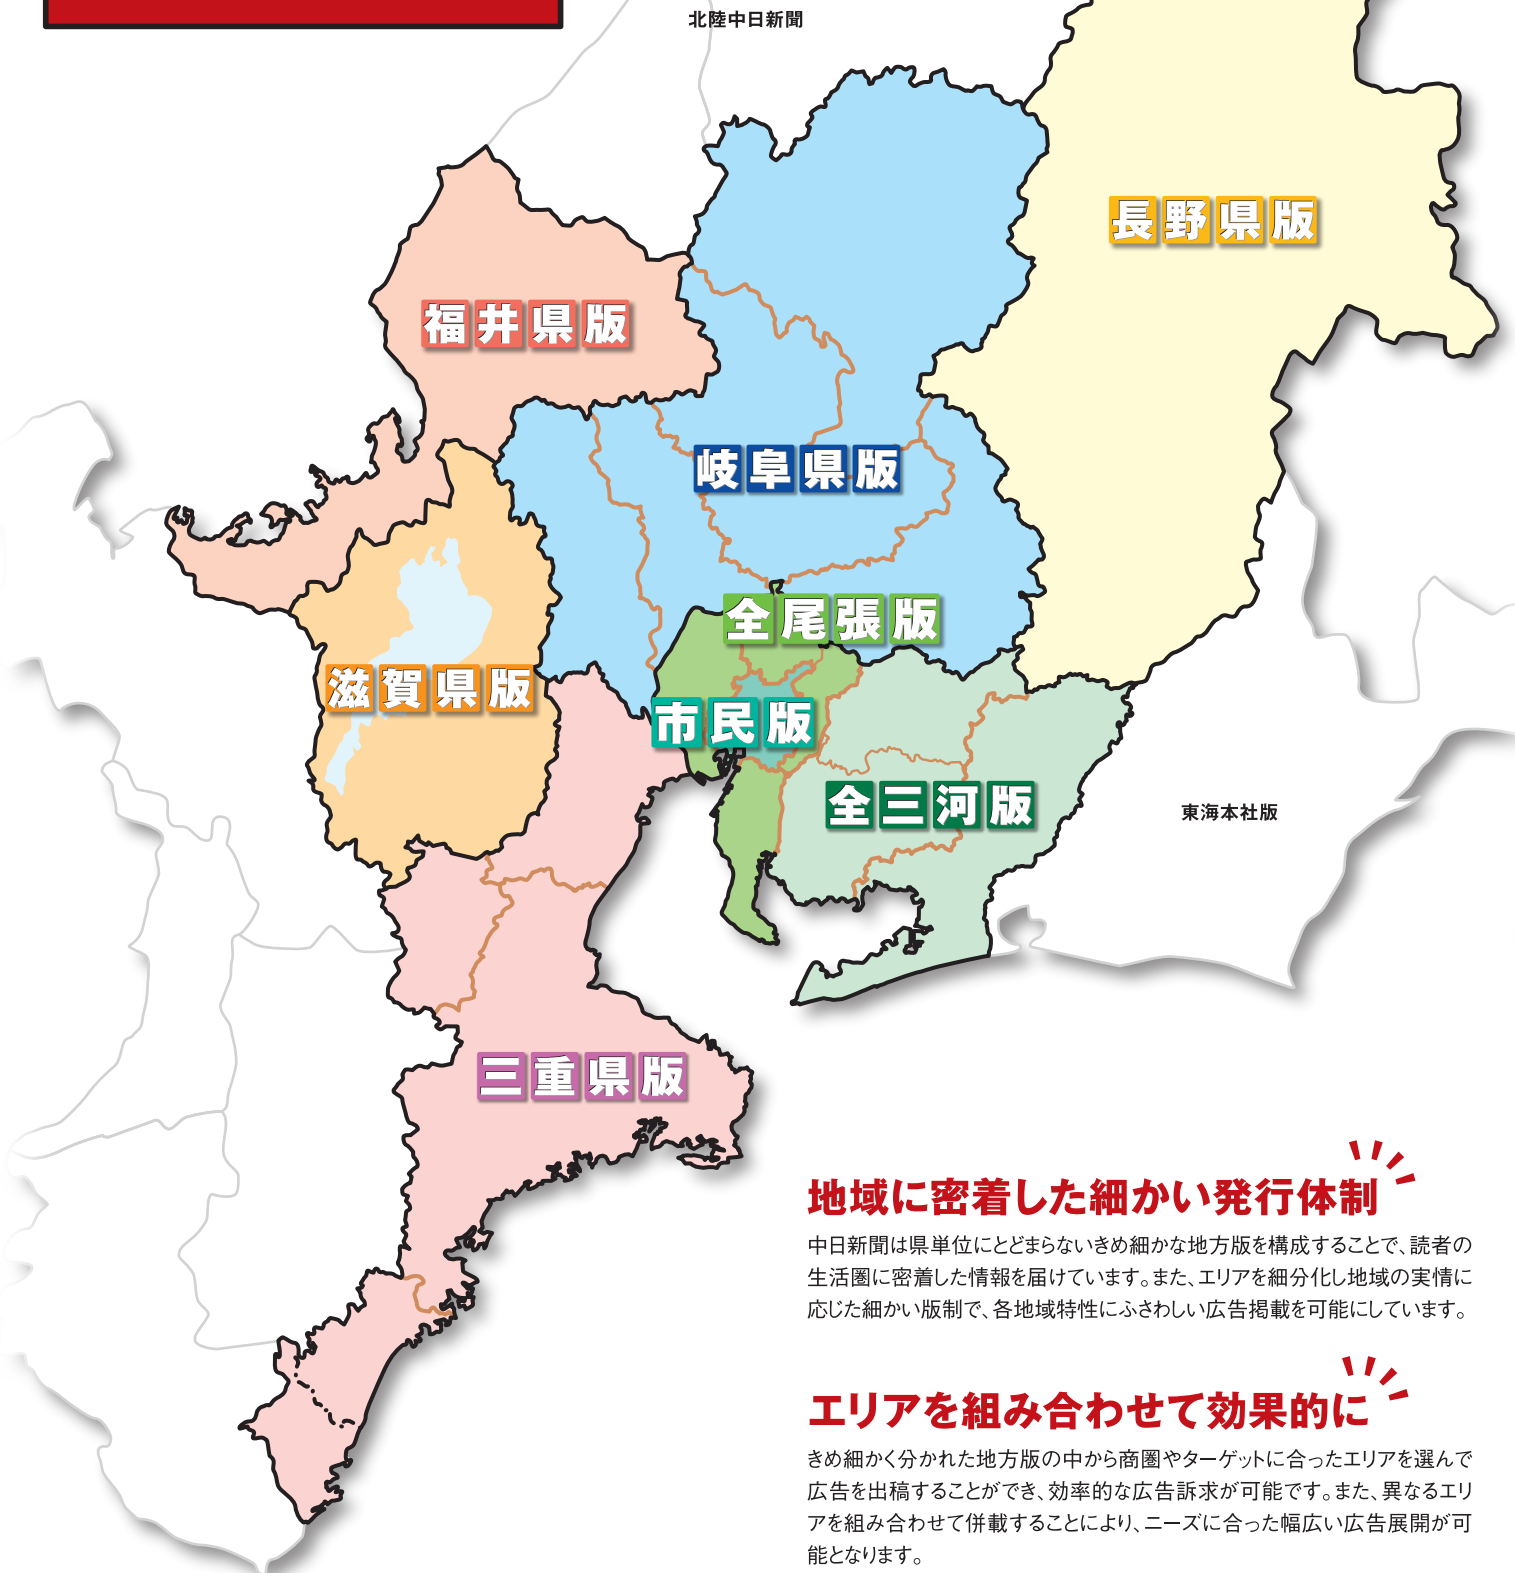 北陸中日新聞
長野県版
福井県版
岐阜県版
全尾張版
滋賀県版
市民版
全三河版
東海本社版
三重県版
地域に密着した細かい発行体制
中日新聞は県単位にとどまらないきめ細かな地方版を構成することで、読者の
生活圏に密着した情報を届けています。また、エリアを細分化し地域の実情に
応じた細かい版制で、各地域特性にふさわしい広告掲載を可能にしています。
エリアを組み合わせて効果的に
きめ細かく分かれた地方版の中から商圏やターゲットに合ったエリアを選んで
広告を出稿することができ、効率的な広告訴求が可能です。また、異なるエリ
アを組み合わせて併載することにより、ニーズに合った幅広い広告展開が可
能となります。